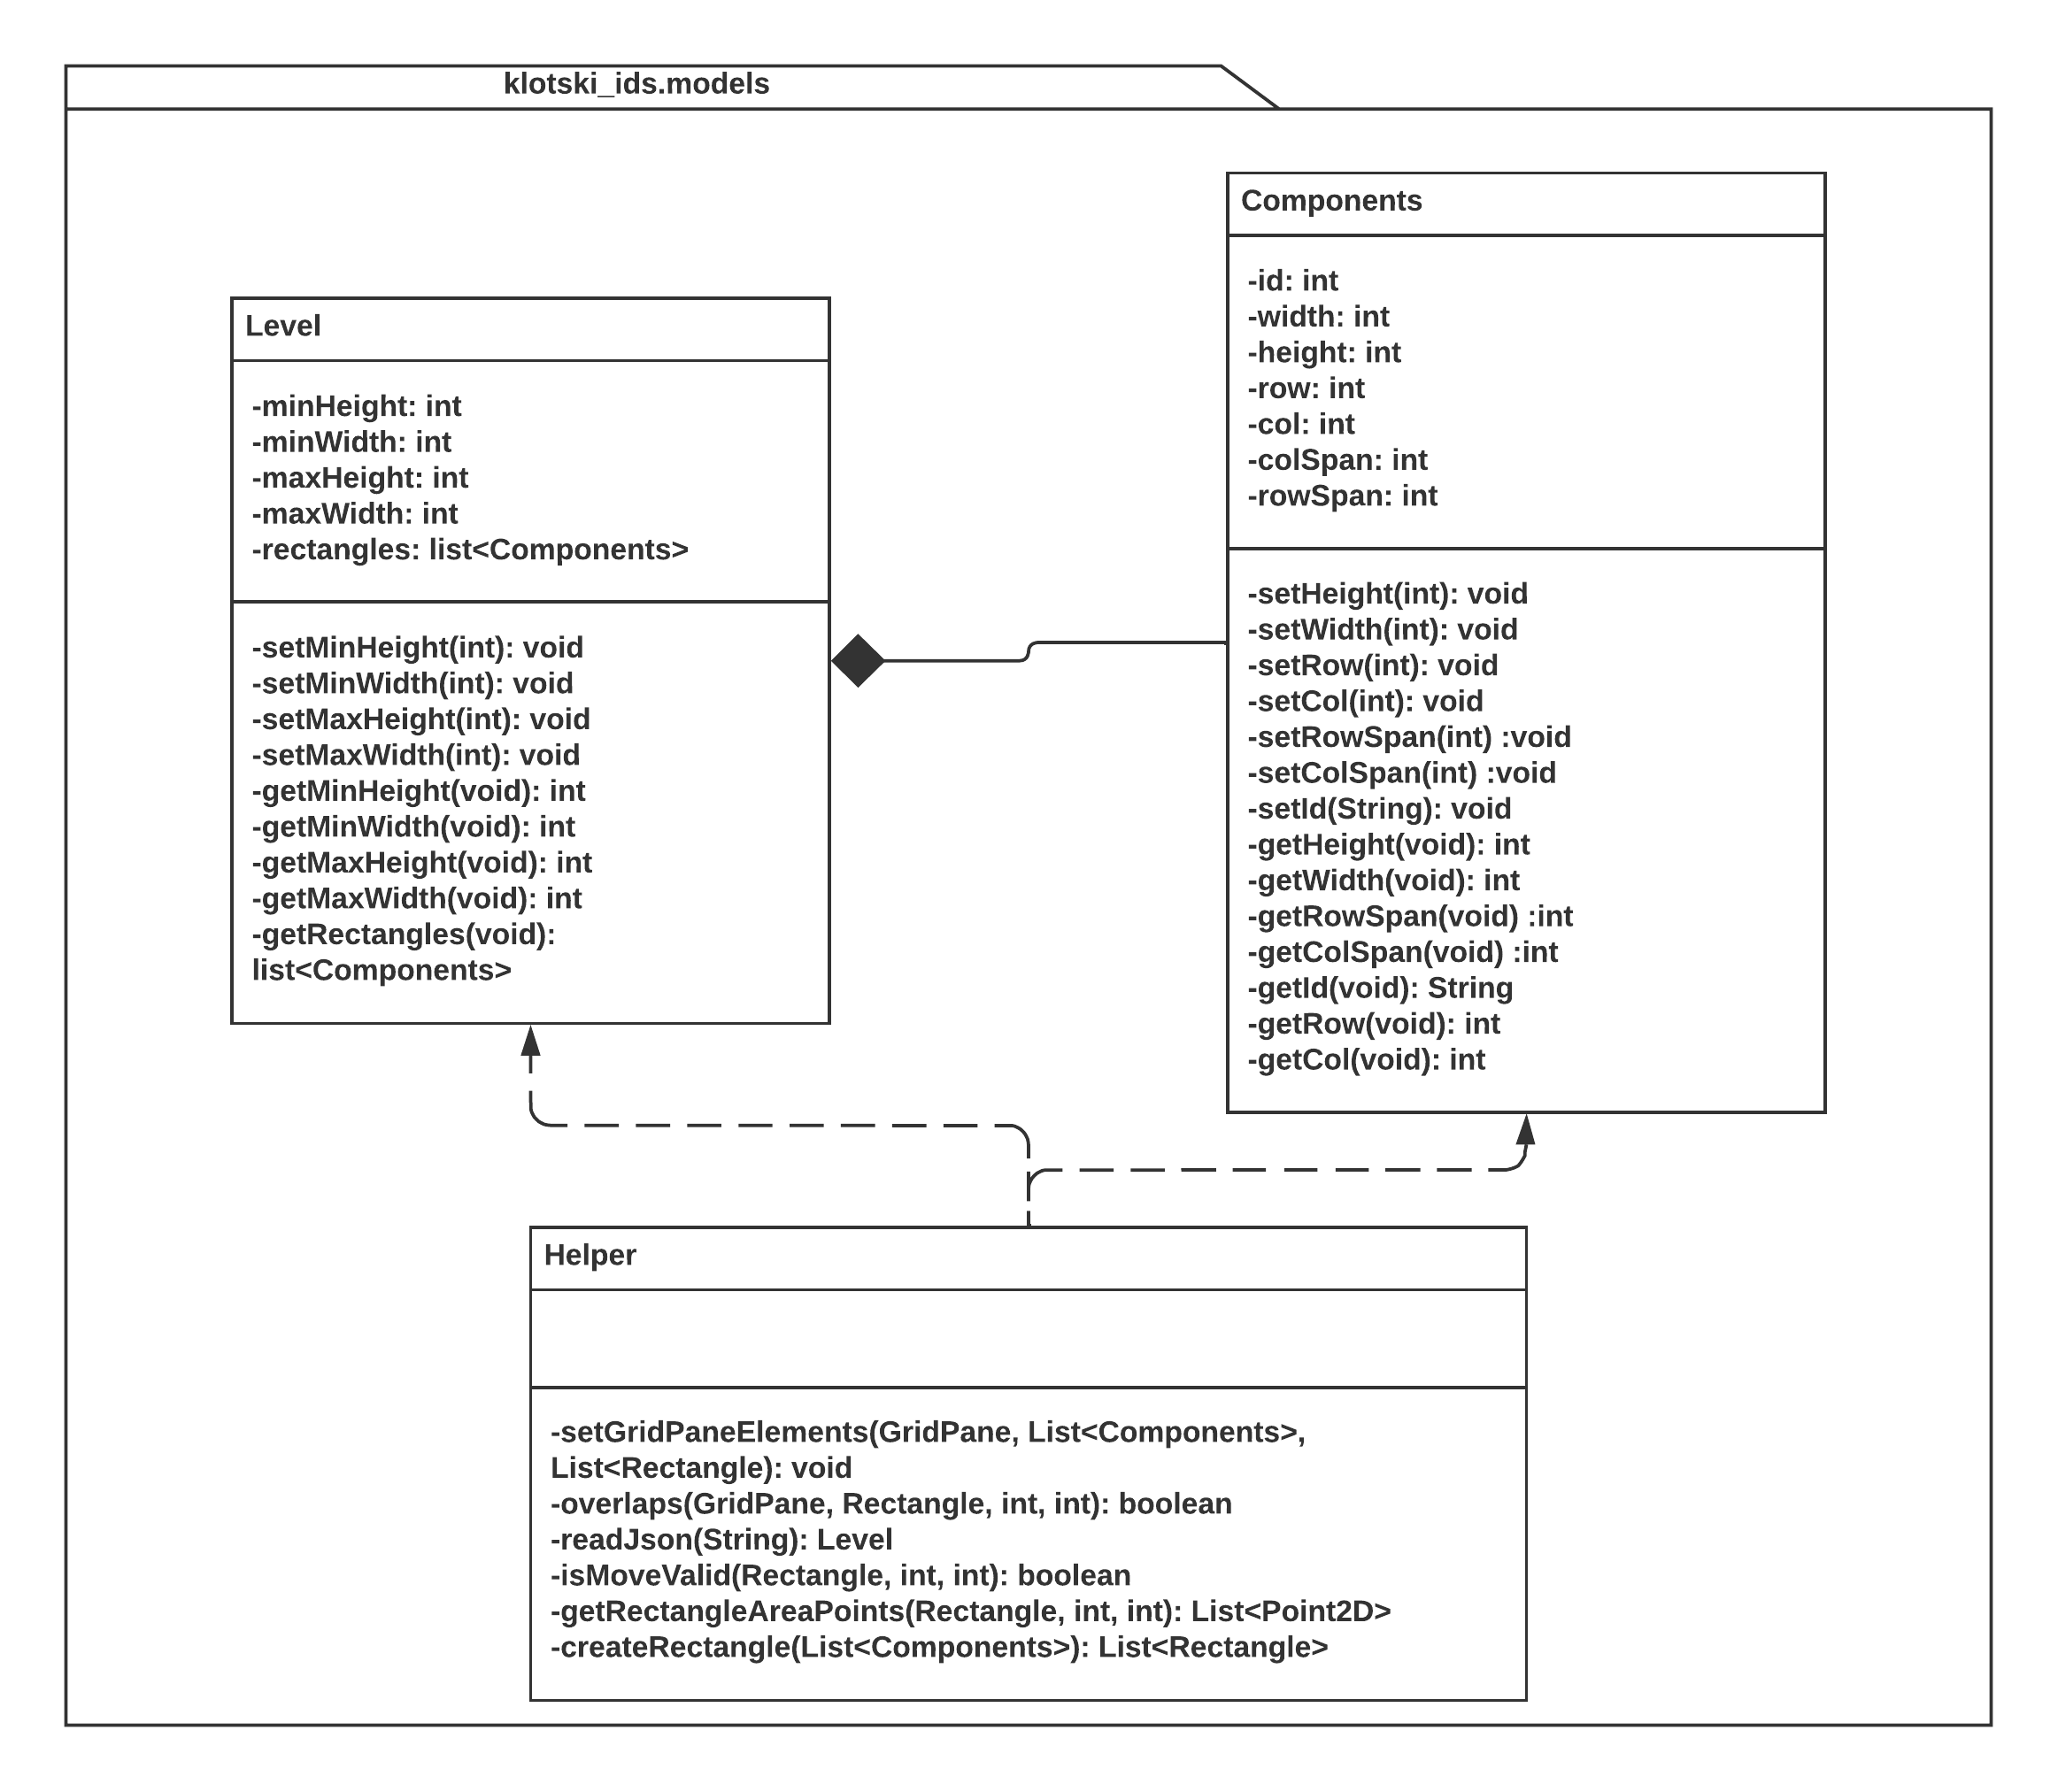 klotski_ids.models
Level
-minHeight: int
-minWidth: int
-maxHeight: int
-maxWidth: int
-rectangles: list<Components>
-setMinHeight(int): void
-setMinWidth(int): void
-setMaxHeight(int): void
-setMaxWidth(int): void
-getMinHeight(void): int
-getMinWidth(void): int
-getMaxHeight(void): int
-getMaxWidth(void): int
-getRectangles(void):
list<Components>
Components
-id: int
-width: int
-height: int
-row: int
-col: int
-colSpan: int
-rowSpan: int
-setHeight(int): void
-setWidth(int): void
-setRow(int): void
-setCol(int): void
-setRowSpan(int) :void
-setColSpan(int) :void
-setId(String): void
-getHeight(void): int
-getWidth(void): int
-getRowSpan(void) :int
-getColSpan(void) :int
-getId(void): String
-getRow(void): int
-getCol(void): int
Helper
-setGridPaneElements(GridPane, List<Components>,
List<Rectangle): void
-overlaps(GridPane, Rectangle, int, int): boolean
-readJson(String): Level
-isMoveValid(Rectangle, int, int): boolean
-getRectangleAreaPoints(Rectangle, int, int): List<Point2D>
-createRectangle(List<Components>): List<Rectangle>